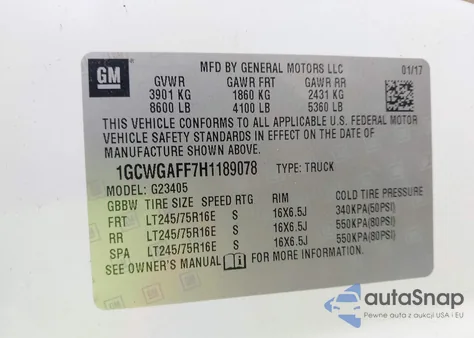 GM
MFD BY GENERAL MOTORS LLC 01/17
GVWR GAWR FRT GAWR RR
3901 KG 1860 KG 2431 KG
8600 LB 4100 LB 5360 LB
THIS VEHICLE CONFORMS TO ALL APPLICABLE U.S. FEDERAL MOTOR
VEHICLE SAFETY STANDARDS IN EFFECT ON THE DATE OF
MANUFACTURE SHOWN ABOVE.
1GCWGAFF7H1189078 TYPE: TRUCK
MODEL: G23405
GBBW TIRE SIZE SPEED RTG RIM COLD TIRE PRESSURE
FRT LT245/75R16E S 16X6.5J 340KPA(50PSI)
RR LT245/75R16E S 16X6.5J 550KPA(80PSI)
SPA LT245/75R16E S 16X6.5J 550KPA(80PSI)
SEE OWNER'S MANUAL FOR MORE INFORMATION
autoSnap
Pewne auta z aukcji USA i EU